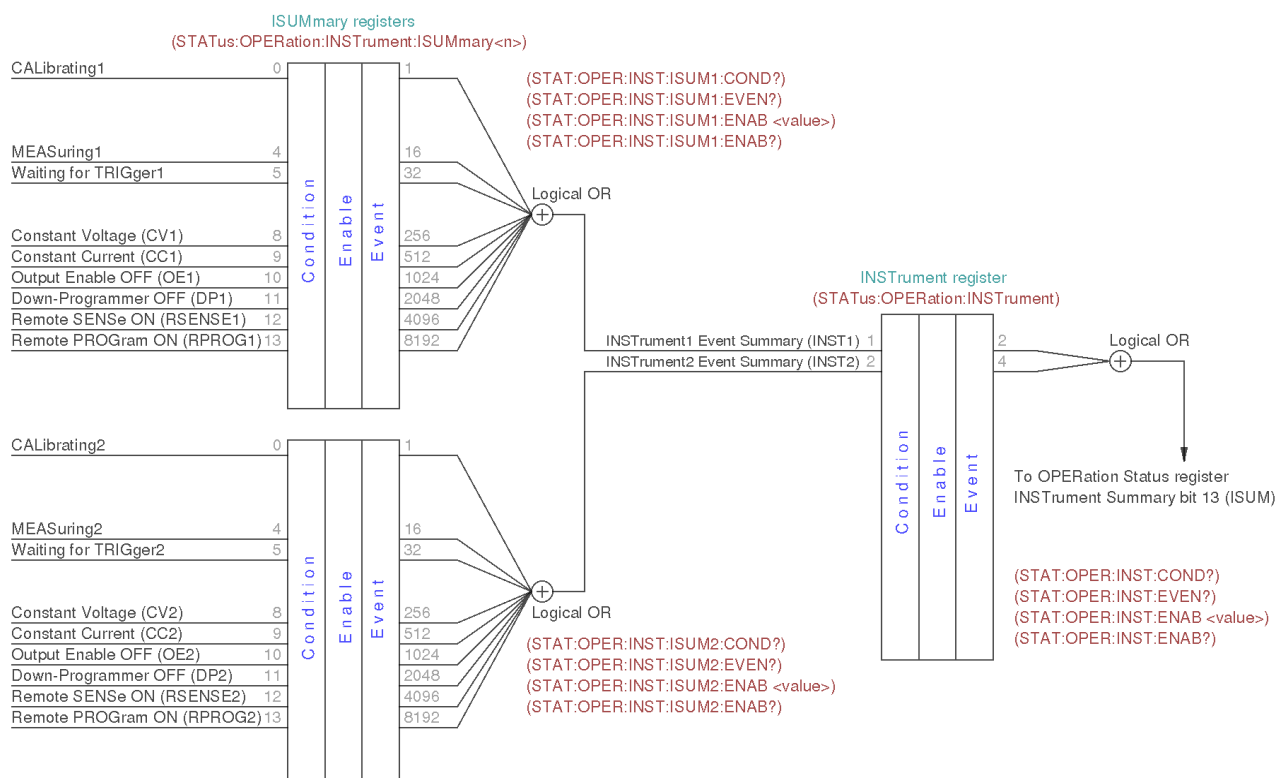 ISUMmary registers
(STATus:OPERation:INSTrument:ISUMmary<n>)
CALibrating1 0 1
(STAT:OPER:INST:ISUM1:COND?)
(STAT:OPER:INST:ISUM1:EVEN?)
(STAT:OPER:INST:ISUM1:ENAB <value>)
(STAT:OPER:INST:ISUM1:ENAB?)
MEASuring1 4 16
Waiting for TRIGger1 5 32
Condition
Enable
Event
Logical OR
Constant Voltage (CV1) 8 256
Constant Current (CC1) 9 512
Output Enable OFF (OE1) 10 1024
Down-Programmer OFF (DP1) 11 2048
Remote SENSe ON (RSENSE1) 12 4096
Remote PROGram ON (RPROG1) 13 8192
INSTrument register
(STATus:OPERation:INSTrument)
INSTrument1 Event Summary (INST1) 1 2
INSTrument2 Event Summary (INST2) 2 4
Logical OR
Condition
Enable
Event
To OPERation Status register
INSTrument Summary bit 13 (ISUM)
(STAT:OPER:INST:COND?)
(STAT:OPER:INST:EVEN?)
(STAT:OPER:INST:ENAB <value>)
(STAT:OPER:INST:ENAB?)
CALibrating2 0 1
MEASuring2 4 16
Waiting for TRIGger2 5 32
Condition
Enable
Event
Logical OR
Constant Voltage (CV2) 8 256
Constant Current (CC2) 9 512
Output Enable OFF (OE2) 10 1024
Down-Programmer OFF (DP2) 11 2048
Remote SENSe ON (RSENSE2) 12 4096
Remote PROGram ON (RPROG2) 13 8192
(STAT:OPER:INST:ISUM2:COND?)
(STAT:OPER:INST:ISUM2:EVEN?)
(STAT:OPER:INST:ISUM2:ENAB <value>)
(STAT:OPER:INST:ISUM2:ENAB?)